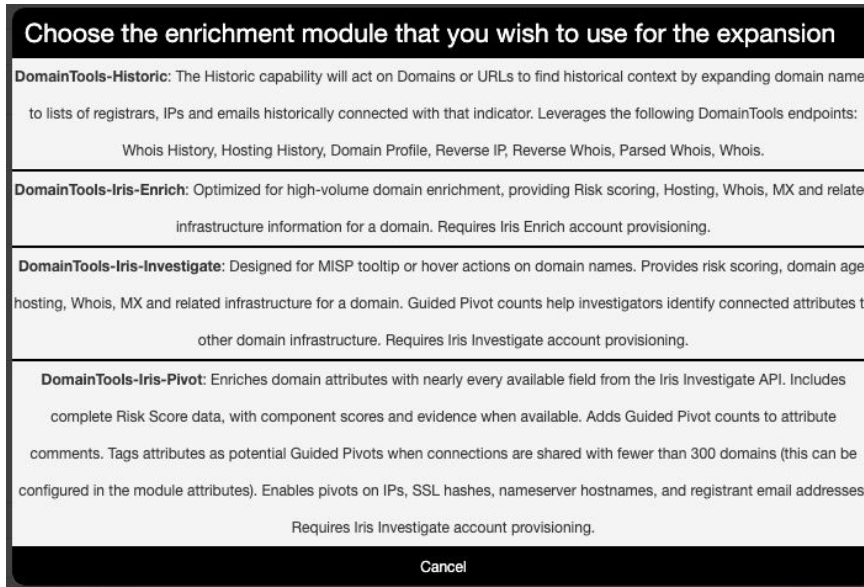 Choose the enrichment module that you wish to use for the expansion
DomainTools-Historic: The Historic capability will act on Domains or URLs to find historical context by expanding domain name
to lists of registrars, IPs and emails historically connected with that indicator. Leverages the following DomainTools endpoints:
Whois History, Hosting History, Domain Profile, Reverse IP, Reverse Whois, Parsed Whois, Whois.
DomainTools-Iris-Enrich: Optimized for high-volume domain enrichment, providing Risk scoring, Hosting, Whois, MX and relate
infrastructure information for a domain. Requires Iris Enrich account provisioning.
DomainTools-Iris-Investigate: Designed for MISP tooltip or hover actions on domain names. Provides risk scoring, domain age
hosting, Whois, MX and related infrastructure for a domain. Guided Pivot counts help investigators identify connected attributes t
other domain infrastructure. Requires Iris Investigate account provisioning.
DomainTools-Iris-Pivot: Enriches domain attributes with nearly every available field from the Iris Investigate API. Includes
complete Risk Score data, with component scores and evidence when available. Adds Guided Pivot counts to attribute
comments. Tags attributes as potential Guided Pivots when connections are shared with fewer than 300 domains (this can be
configured in the module attributes). Enables pivots on IPs, SSL hashes, nameserver hostnames, and registrant email addresses
Requires Iris Investigate account provisioning.
Cancel